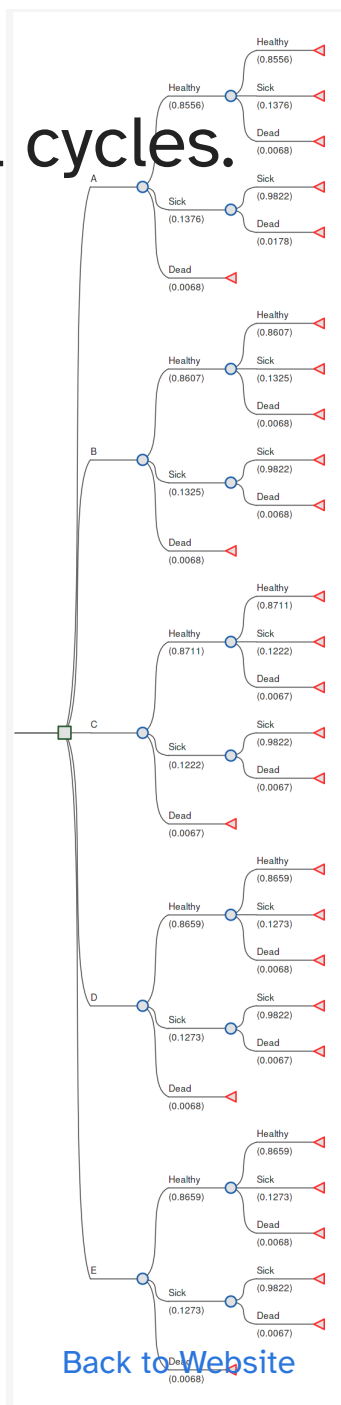 cycles.
Healthy
(0.8556)
Healthy
(0.8556)
Sick
(0.1376)
Dead
(0.0068)
A
Sick
(0.1376)
Sick
(0.9822)
Dead
(0.0178)
Dead
(0.0068)
Healthy
(0.8607)
Healthy
(0.8607)
Sick
(0.1325)
Dead
(0.0068)
B
Sick
(0.1325)
Sick
(0.9822)
Dead
(0.0068)
Dead
(0.0068)
Healthy
(0.8711)
Healthy
(0.8711)
Sick
(0.1222)
Dead
(0.0067)
C
Sick
(0.1222)
Sick
(0.9822)
Dead
(0.0067)
Dead
(0.0067)
Healthy
(0.8659)
Healthy
(0.8659)
Sick
(0.1273)
Dead
(0.0068)
D
Sick
(0.1273)
Sick
(0.9822)
Dead
(0.0067)
Dead
(0.0068)
Healthy
(0.8659)
Healthy
(0.8659)
Sick
(0.1273)
Dead
(0.0068)
E
Sick
(0.1273)
Sick
(0.9822)
Dead
(0.0067)
Dead
(0.0068)
Back to Website